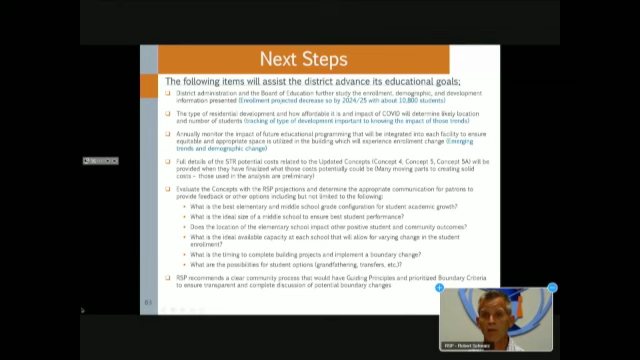 Next Steps
The following items will assist the district advance its educational goals;
District administration and the Board of Education further study the enrollment, demographic, and development
information presented (Enrollment projected decrease so by 2024/25 with about 10,800 students)
The type of residential development and how affordable it is and impact of COVID will determine likely location
and number of students (tracking of type of development important to knowing the impact of those trends)
Annually monitor the impact of future educational programming that will be integrated into each facility to ensure
equitable and appropriate space is utilized in the building which will experience enrollment change (Emerging
trends and demographic change)
Full details of the STR potential costs related to the Updated Concepts (Concept 4, Concept 5, Concept 5A) will be
provided when they have finalized what those costs potentially could be (Many moving parts to creating solid
costs – those used in the analysis are preliminary)
Evaluate the Concepts with the RSP projections and determine the appropriate communication for patrons to
provide feedback or other options including but not limited to the following:
• What is the best elementary and middle school grade configuration for student academic growth?
• What is the ideal size of a middle school to ensure best student performance?
• Does the location of the elementary school impact other positive student and community outcomes?
• What is the ideal available capacity at each school that will allow for varying change in the student
enrollment?
• What is the timing to complete building projects and implement a boundary change?
• What are the possibilities for student options (grandfathering, transfers, etc.)?
RSP recommends a clear community process that would have Guiding Principles and prioritized Boundary Criteria
to ensure transparent and complete discussion of potential boundary changes
RSP - Robert Schwarz